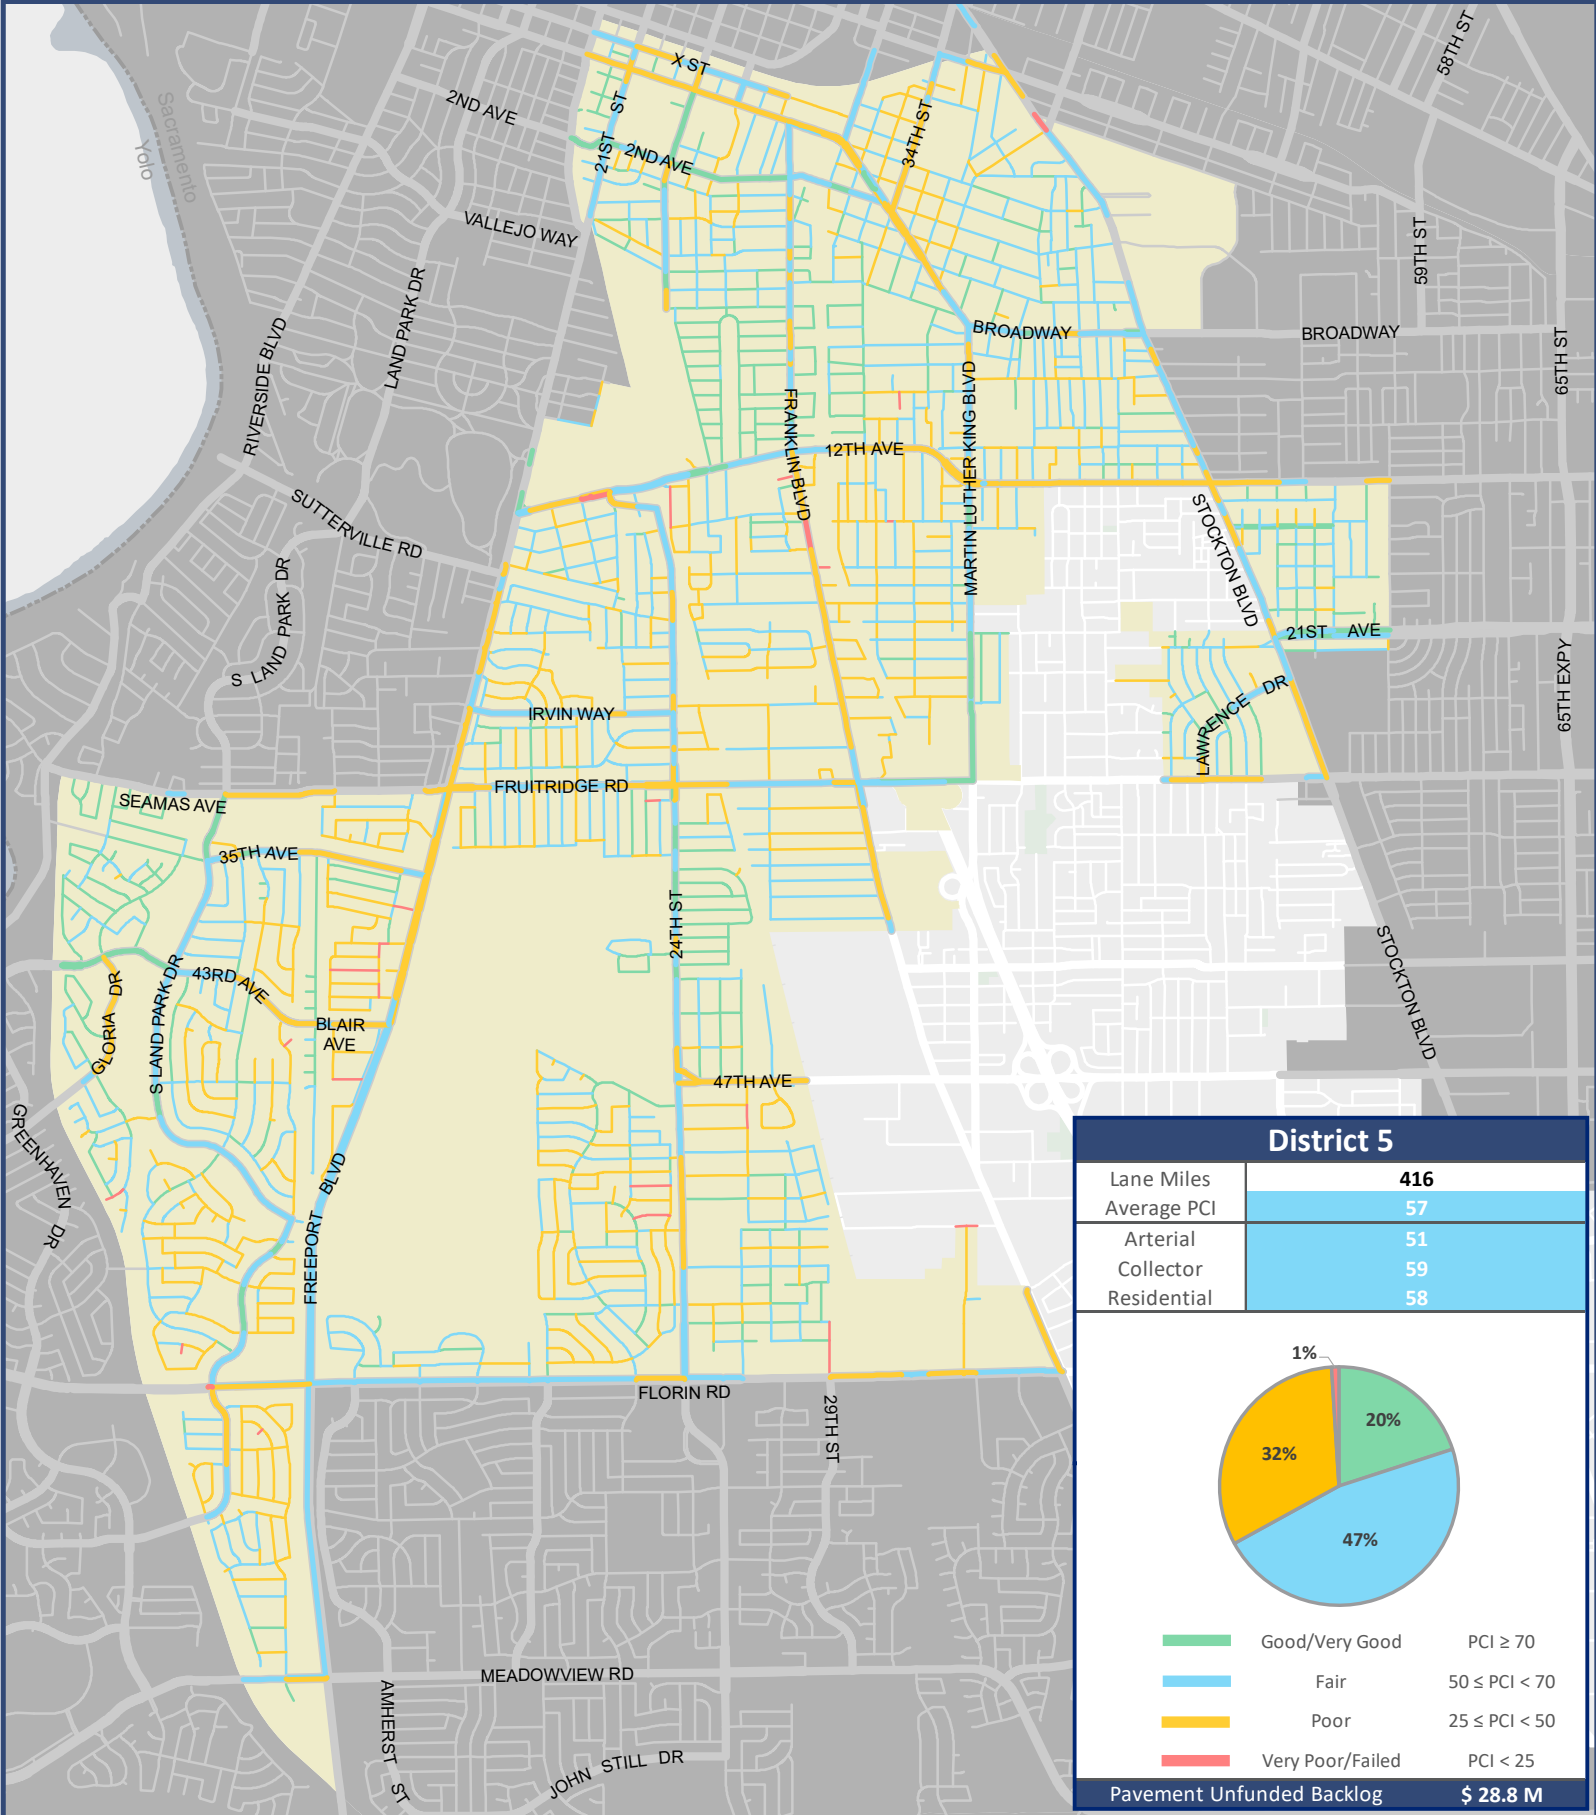 58TH ST
X ST
2ND AVE
Sacramento
Yolo
21ST ST
34TH ST
2ND AVE
VALLEJO WAY
59TH ST
LAND PARK DR
RIVERSIDE BLVD
BROADWAY
BROADWAY
65TH ST
FRANKLIN BLVD
MARTIN LUTHER KING BLVD
12TH AVE
SUTTERVILLE RD
STOCKTON BLVD
S LAND PARK DR
21ST AVE
65TH EXPY
LAWRENCE DR
IRVIN WAY
FRUITRIDGE RD
SEAMAS AVE
35TH AVE
24TH ST
43RD AVE
S LAND PARK DR
GLORIA DR
BLAIR
AVE
STOCKTON BLVD
47TH AVE
GREENHAVEN DR
FREEPORT BLVD
FLORIN RD
29TH ST
MEADOWVIEW RD
AMHERST ST
JOHN STILL DR
District 5
Lane Miles 416
Average PCI 57
Arterial 51
Collector 59
Residential 58
1%
20%
32%
47%
Good/Very Good PCI ≥ 70
Fair 50 ≤ PCI < 70
Poor 25 ≤ PCI < 50
Very Poor/Failed PCI < 25
Pavement Unfunded Backlog $ 28.8 M